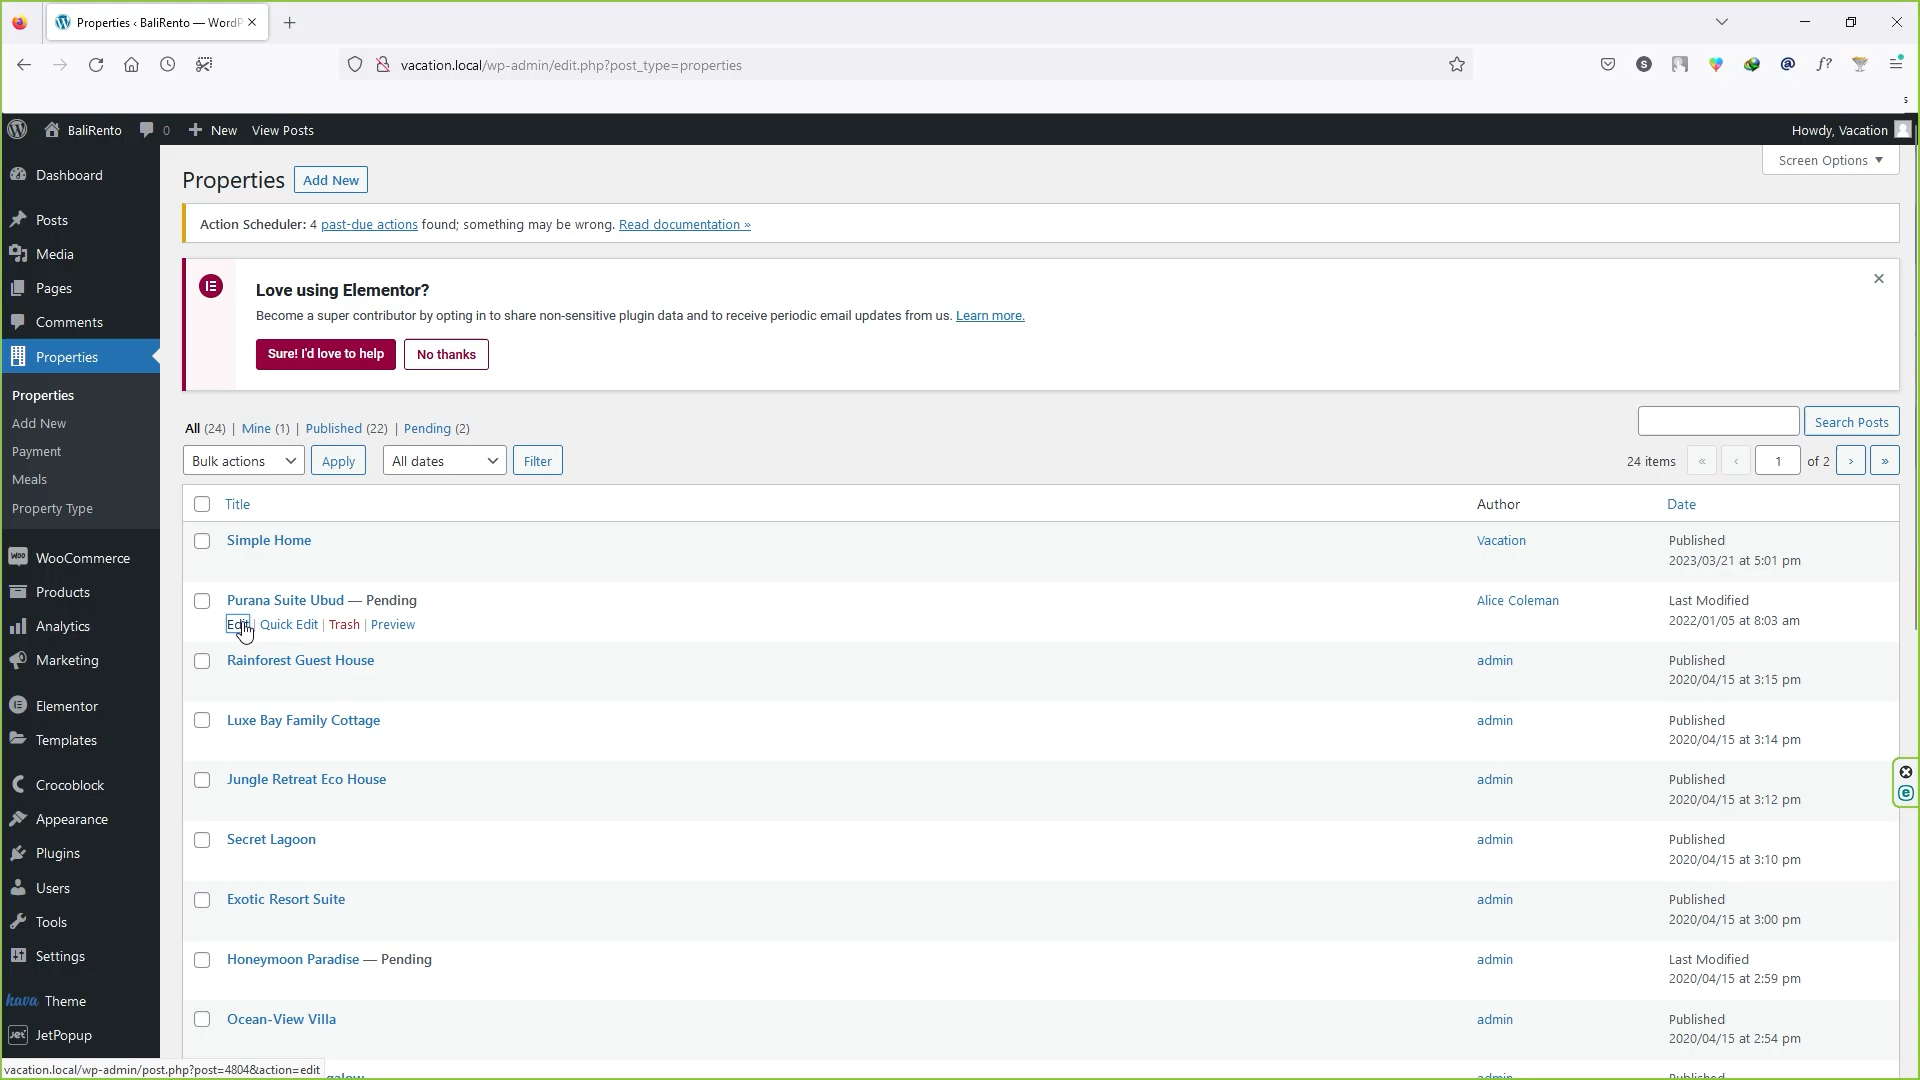 Properties ‹ BaliRento — WordP
vacation.local/wp-admin/edit.php?post_type=properties
BaliRento 0 New View Posts Howdy, Vacation
Screen Options
Dashboard
Posts
Media
Pages
Comments
Properties
Properties
Add New
Payment
Meals
Property Type
WooCommerce
Products
Analytics
Marketing
Elementor
Templates
Crocoblock
Appearance
Plugins
Users
Tools
Settings
kava Theme
JetPopup
Properties Add New
Action Scheduler: 4 past-due actions found; something may be wrong. Read documentation »
Love using Elementor?
Become a super contributor by opting in to share non-sensitive plugin data and to receive periodic email updates from us. Learn more.
Sure! I'd love to help No thanks
All (24) | Mine (1) | Published (22) | Pending (2)
Search Posts
Bulk actions Apply All dates Filter
24 items « ‹ 1 of 2 › »
Title Author Date
Simple Home Vacation Published
2023/03/21 at 5:01 pm
Purana Suite Ubud — Pending Alice Coleman Last Modified
2022/01/05 at 8:03 am
Edit | Quick Edit | Trash | Preview
Rainforest Guest House admin Published
2020/04/15 at 3:15 pm
Luxe Bay Family Cottage admin Published
2020/04/15 at 3:14 pm
Jungle Retreat Eco House admin Published
2020/04/15 at 3:12 pm
Secret Lagoon admin Published
2020/04/15 at 3:10 pm
Exotic Resort Suite admin Published
2020/04/15 at 3:00 pm
Honeymoon Paradise — Pending admin Last Modified
2020/04/15 at 2:59 pm
Ocean-View Villa admin Published
2020/04/15 at 2:54 pm
vacation.local/wp-admin/post.php?post=4804&action=edit